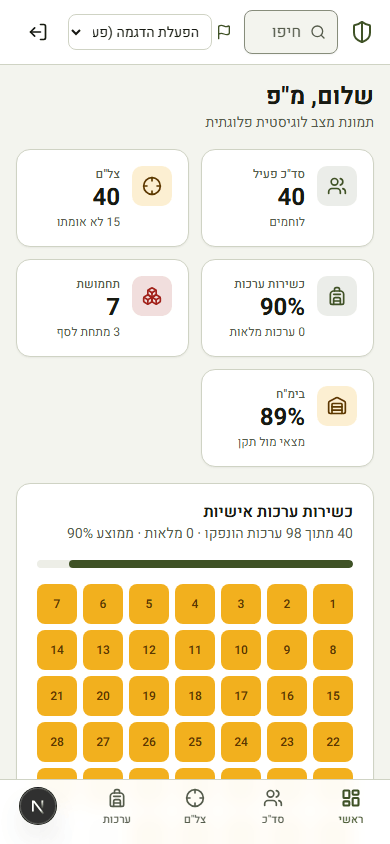 חיפו
הפעלת הדגמה (פע
שלום, מ"פ
תמונת מצב לוגיסטית פלוגתית
סד"כ פעיל
40
לוחמים
צל"ם
40
15 לא אומתו
כשירות ערכות
90%
0 ערכות מלאות
תחמושת
7
3 מתחת לסף
בימ"ח
89%
מצאי מול תקן
כשירות ערכות אישיות
40 מתוך 98 ערכות הונפקו · 0 מלאות · ממוצע 90%
1 2 3 4 5 6 7
8 9 10 11 12 13 14
15 16 17 18 19 20 21
22 23 24 25 26 27 28
ראשי
סד"כ
צל"ם
ערכות
N